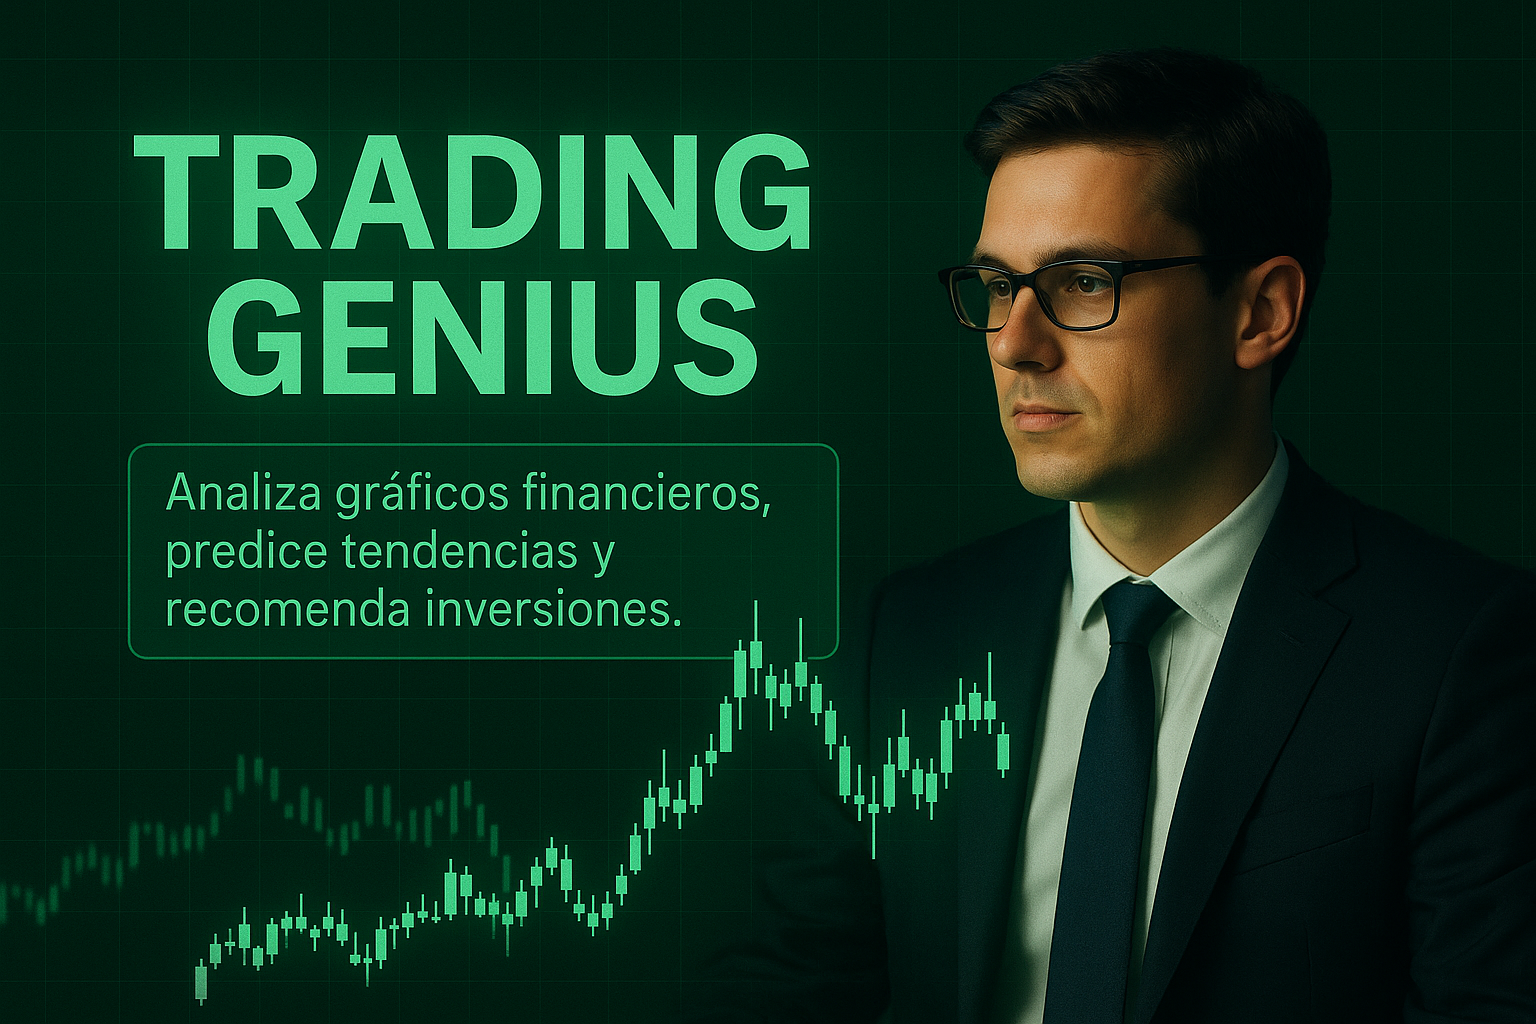 TRADING
GENIUS
Analiza gráficos financieros,
predice tendencias y
recomenda inversiones.